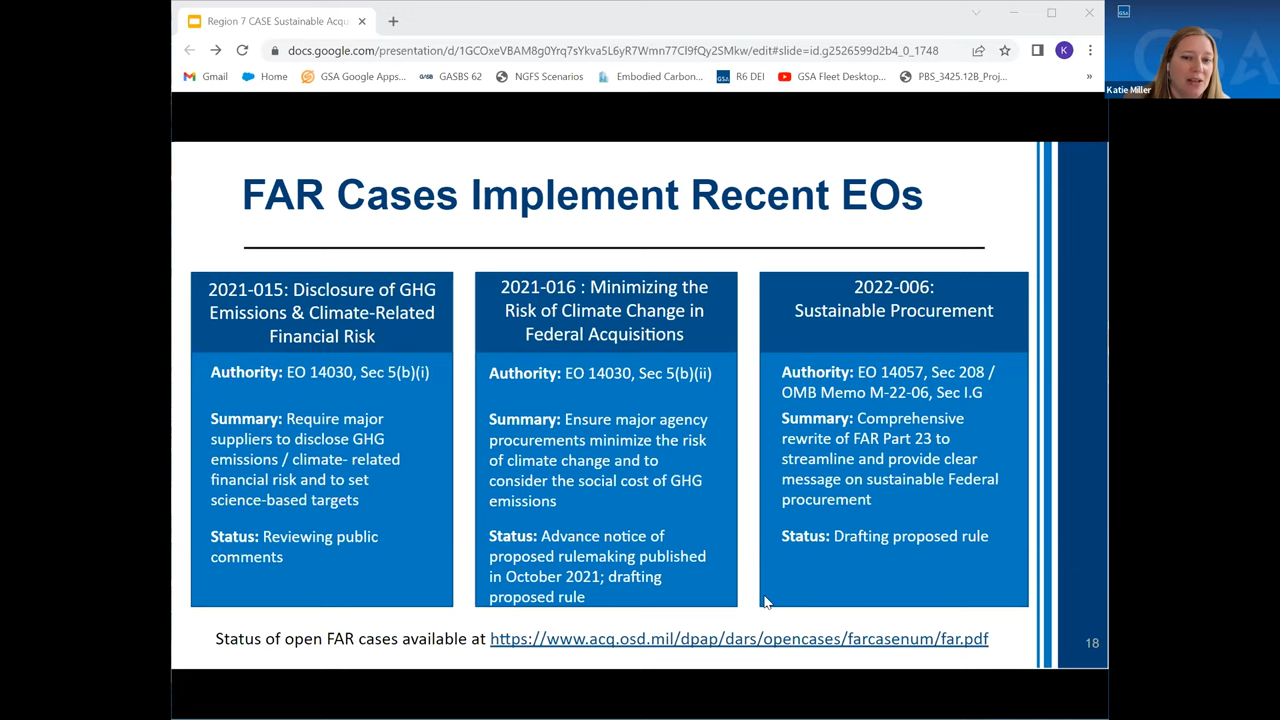 Region 7 CASE Sustainable Acqu
docs.google.com/presentation/d/1GCOxeVBAM8g0Yrq7sYkva5L6yR7Wmn77Cl9fQy2SMkw/edit#slide=id.g2526599d2b4_0_1748
K
Gmail
Home
GSA Google Apps...
GASBS 62
NGFS Scenarios
Embodied Carbon...
R6 DEI
GSA Fleet Desktop...
PBS_3425.12B_Proj...
»
GSA
Katie Miller
FAR Cases Implement Recent EOs
2021-015: Disclosure of GHG
Emissions & Climate-Related
Financial Risk
Authority: EO 14030, Sec 5(b)(i)
Summary: Require major
suppliers to disclose GHG
emissions / climate- related
financial risk and to set
science-based targets
Status: Reviewing public
comments
2021-016 : Minimizing the
Risk of Climate Change in
Federal Acquisitions
Authority: EO 14030, Sec 5(b)(ii)
Summary: Ensure major agency
procurements minimize the risk
of climate change and to
consider the social cost of GHG
emissions
Status: Advance notice of
proposed rulemaking published
in October 2021; drafting
proposed rule
2022-006:
Sustainable Procurement
Authority: EO 14057, Sec 208 /
OMB Memo M-22-06, Sec I.G
Summary: Comprehensive
rewrite of FAR Part 23 to
streamline and provide clear
message on sustainable Federal
procurement
Status: Drafting proposed rule
Status of open FAR cases available at https://www.acq.osd.mil/dpap/dars/opencases/farcasenum/far.pdf
18